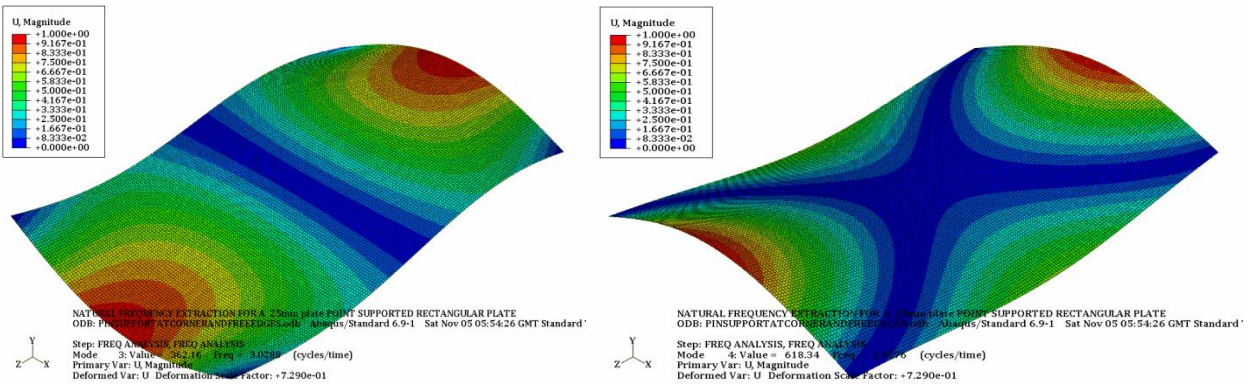 U, Magnitude
+1.000e+00
+9.167e-01
+8.333e-01
+7.500e-01
+6.667e-01
+5.833e-01
+5.000e-01
+4.167e-01
+3.333e-01
+2.500e-01
+1.667e-01
+8.333e-02
+0.000e+00
NATURAL FREQUENCY EXTRACTION FOR A 25mm plate POINT SUPPORTED RECTANGULAR PLATE
ODB: PINSUPPORTATCORNERANDFREEEDGES.odb Abaqus/Standard 6.9-1 Sat Nov 05 05:54:26 GMT Standard
Step: FREQ ANALYSIS, FREQ ANALYSIS
Mode 3: Value = 362.16 Freq = 3.0288 (cycles/time)
Primary Var: U, Magnitude
Deformed Var: U Deformation Scale Factor: +7.290e-01
Y
Z X
U, Magnitude
+1.000e+00
+9.167e-01
+8.333e-01
+7.500e-01
+6.667e-01
+5.833e-01
+5.000e-01
+4.167e-01
+3.333e-01
+2.500e-01
+1.667e-01
+8.333e-02
+0.000e+00
NATURAL FREQUENCY EXTRACTION FOR A plate POINT SUPPORTED RECTANGULAR PLATE
ODB: Abaqus/Standard 6.9-1 Sat Nov 05 05:54:26 GMT Standard
Step: FREQ ANALYSIS, FREQ ANALYSIS
Mode 4: Value = 618.34 Freq = (cycles/time)
Primary Var: U, Magnitude
Deformed Var: U Deformation Scale Factor: +7.290e-01
Y
Z X